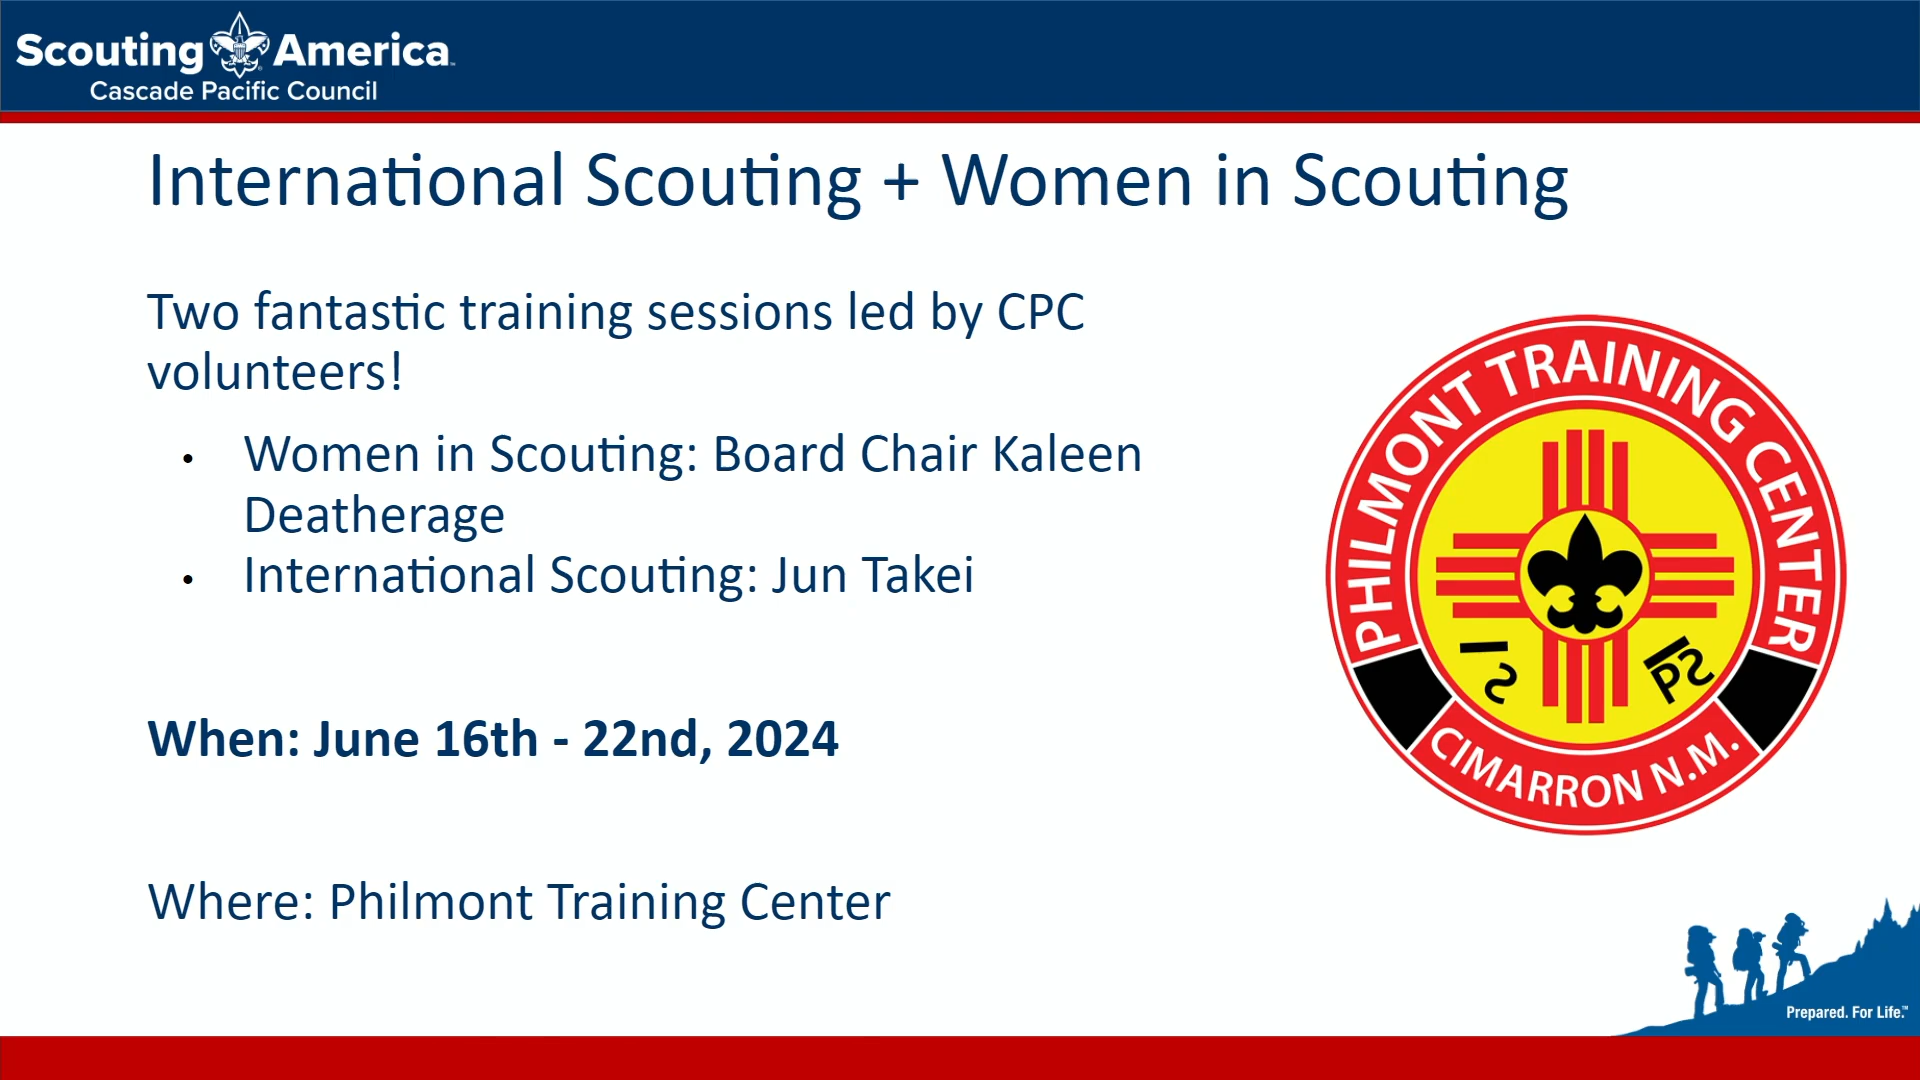 Scouting America
Cascade Pacific Council
International Scouting + Women in Scouting
Two fantastic training sessions led by CPC
volunteers!
• Women in Scouting: Board Chair Kaleen
Deatherage
• International Scouting: Jun Takei
When: June 16th - 22nd, 2024
Where: Philmont Training Center
PHILMONT TRAINING CENTER
CIMARRON N.M.
Prepared. For Life.™